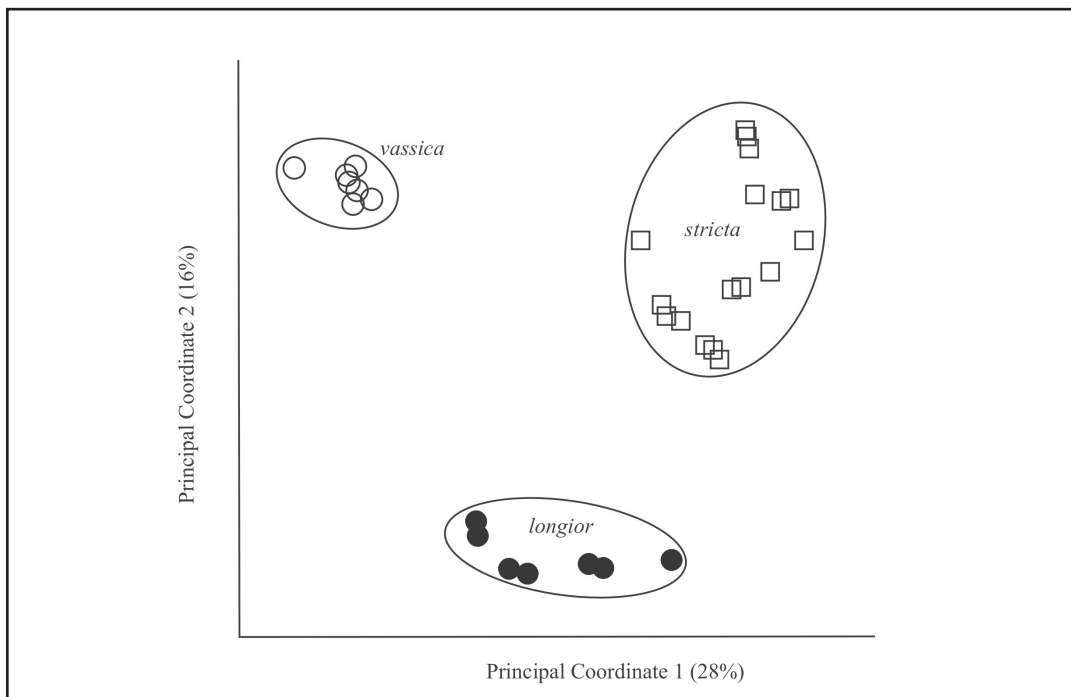 vassica
stricta
longior
Principal Coordinate 2 (16%)
Principal Coordinate 1 (28%)